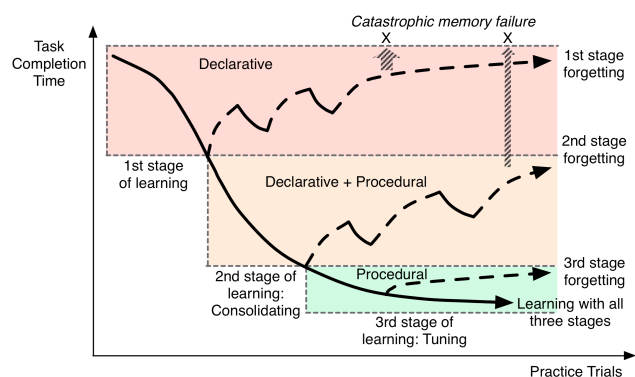 Catastrophic memory failure
X
X
Task
Completion
Time
Declarative
1st stage
forgetting
2nd stage
forgetting
1st stage
of learning
Declarative + Procedural
3rd stage
forgetting
2nd stage of
learning:
Consolidating
Procedural
Learning with all
three stages
3rd stage of
learning: Tuning
Practice Trials